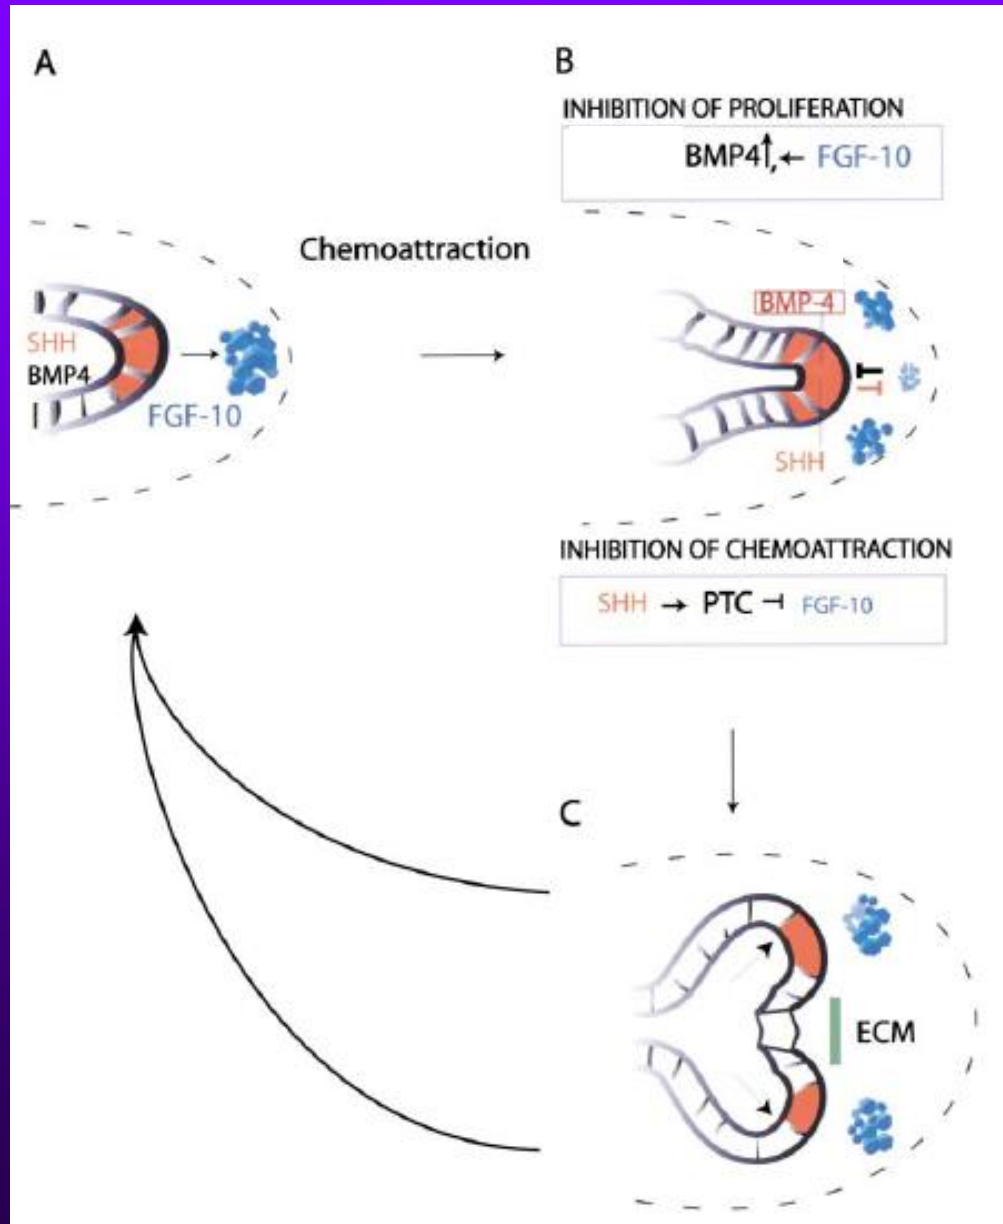 A
SHH
BMP4
FGF-10
Chemoattraction
B
INHIBITION OF PROLIFERATION
BMP4↑, ← FGF-10
BMP-4
SHH
INHIBITION OF CHEMOATTRACTION
SHH → PTC ⊣ FGF-10
C
ECM